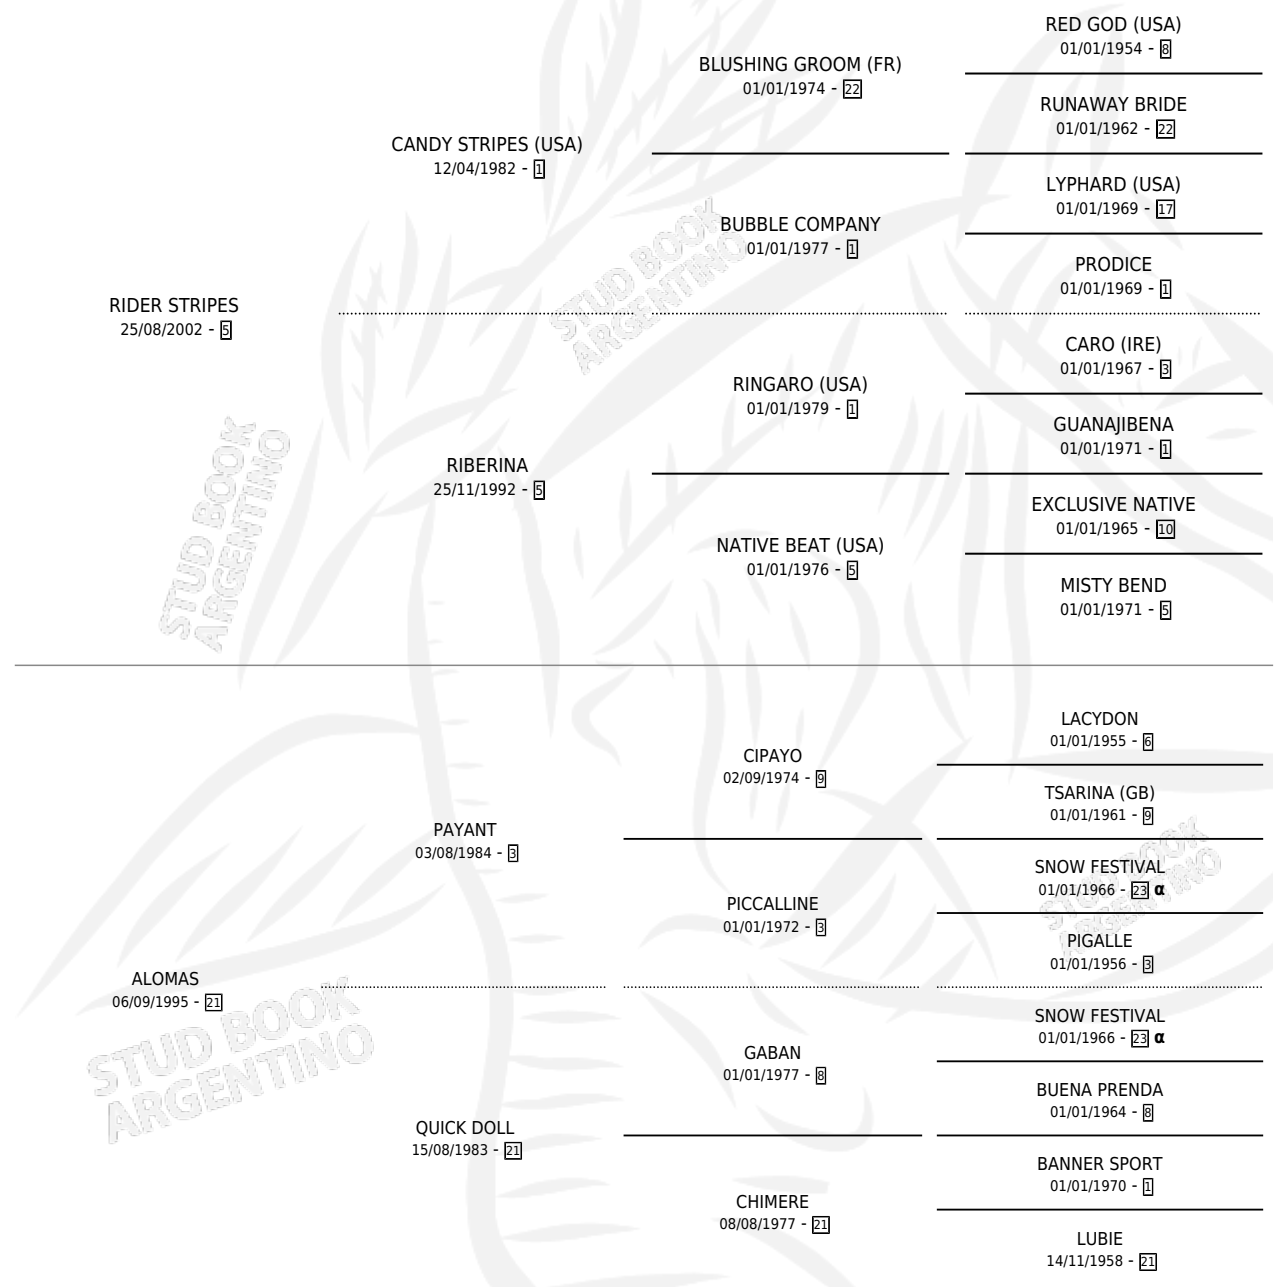 RED GOD (USA)
01/01/1954 - 8
BLUSHING GROOM (FR)
01/01/1974 - 22
RUNAWAY BRIDE
01/01/1962 - 22
CANDY STRIPES (USA)
12/04/1982 - 1
LYPHARD (USA)
01/01/1969 - 17
BUBBLE COMPANY
01/01/1977 - 1
PRODICE
01/01/1969 - 1
RIDER STRIPES
25/08/2002 - 5
CARO (IRE)
01/01/1967 - 3
RINGARO (USA)
01/01/1979 - 1
GUANAJIBENA
01/01/1971 - 1
RIBERINA
25/11/1992 - 5
EXCLUSIVE NATIVE
01/01/1965 - 10
NATIVE BEAT (USA)
01/01/1976 - 5
MISTY BEND
01/01/1971 - 5
STUD BOOK
ARGENTINO
STUD BOOK
ARGENTINO
LACYDON
01/01/1955 - 6
CIPAYO
02/09/1974 - 9
TSARINA (GB)
01/01/1961 - 9
PAYANT
03/08/1984 - 3
SNOW FESTIVAL
01/01/1966 - 23 α
PICCALLINE
01/01/1972 - 3
PIGALLE
01/01/1956 - 3
ALOMAS
06/09/1995 - 21
SNOW FESTIVAL
01/01/1966 - 23 α
GABAN
01/01/1977 - 8
BUENA PRENDA
01/01/1964 - 8
QUICK DOLL
15/08/1983 - 21
BANNER SPORT
01/01/1970 - 1
CHIMERE
08/08/1977 - 21
LUBIE
14/11/1958 - 21
STUD BOOK
ARGENTINO
STUD BOOK
ARGENTINO